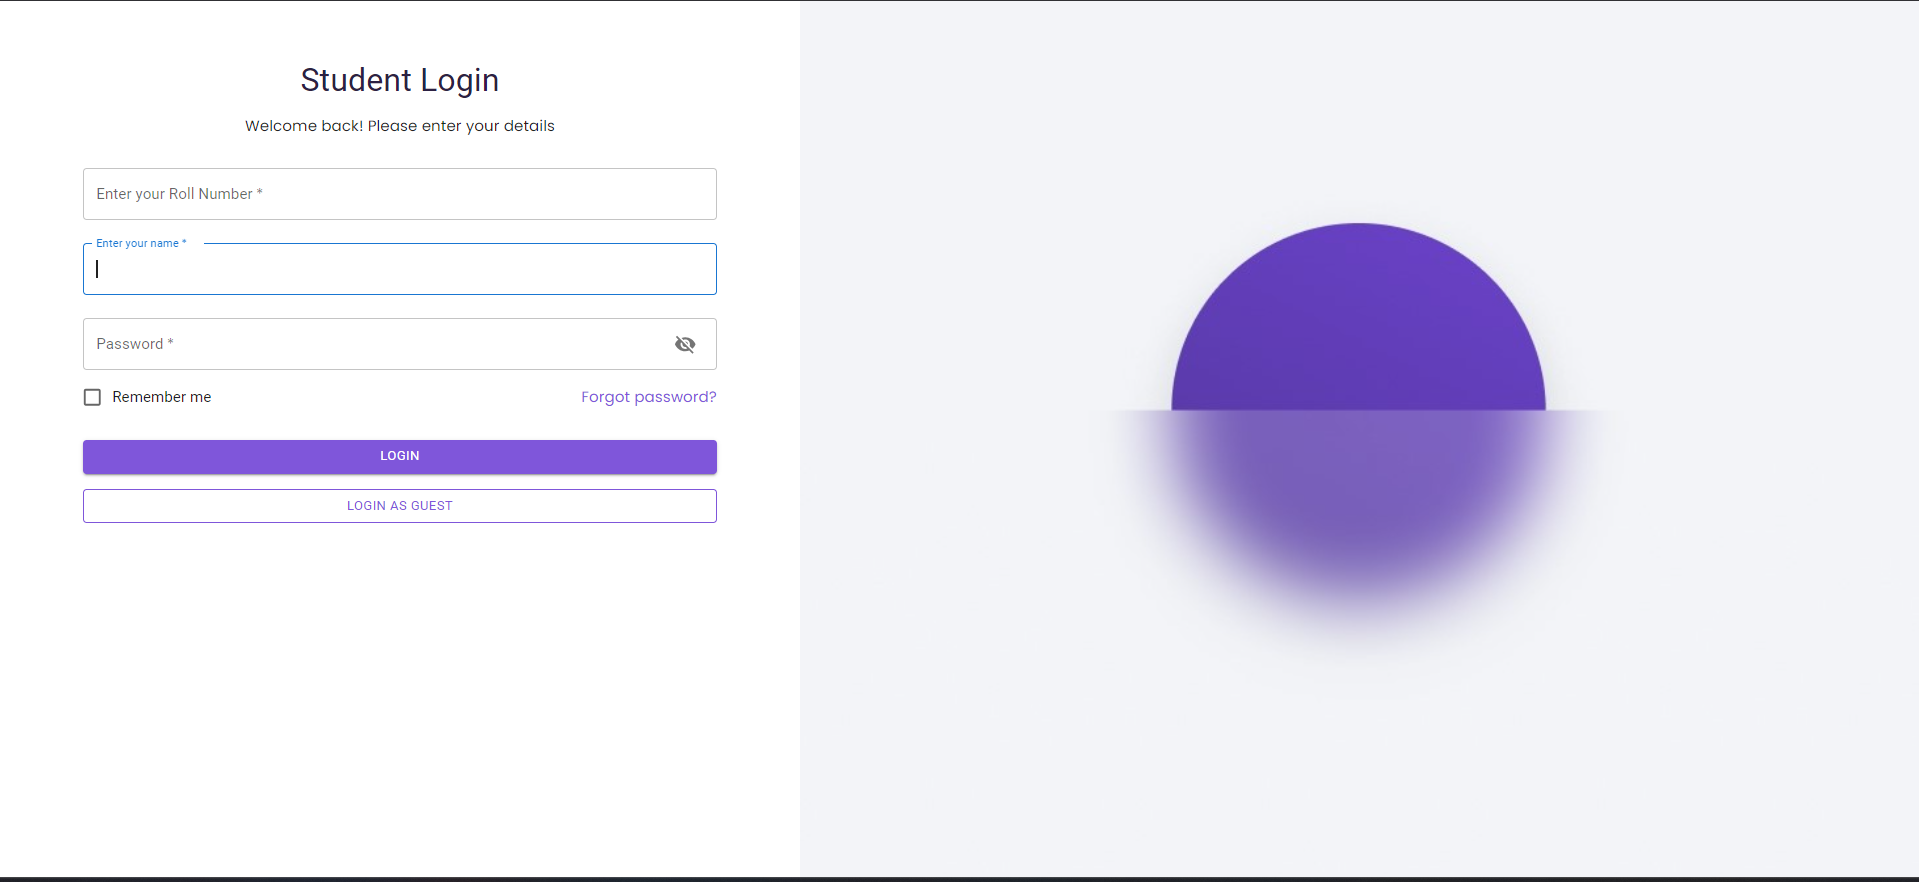 Student Login
Welcome back! Please enter your details
Enter your Roll Number *
Enter your name *
Password *
Remember me
Forgot password?
LOGIN
LOGIN AS GUEST